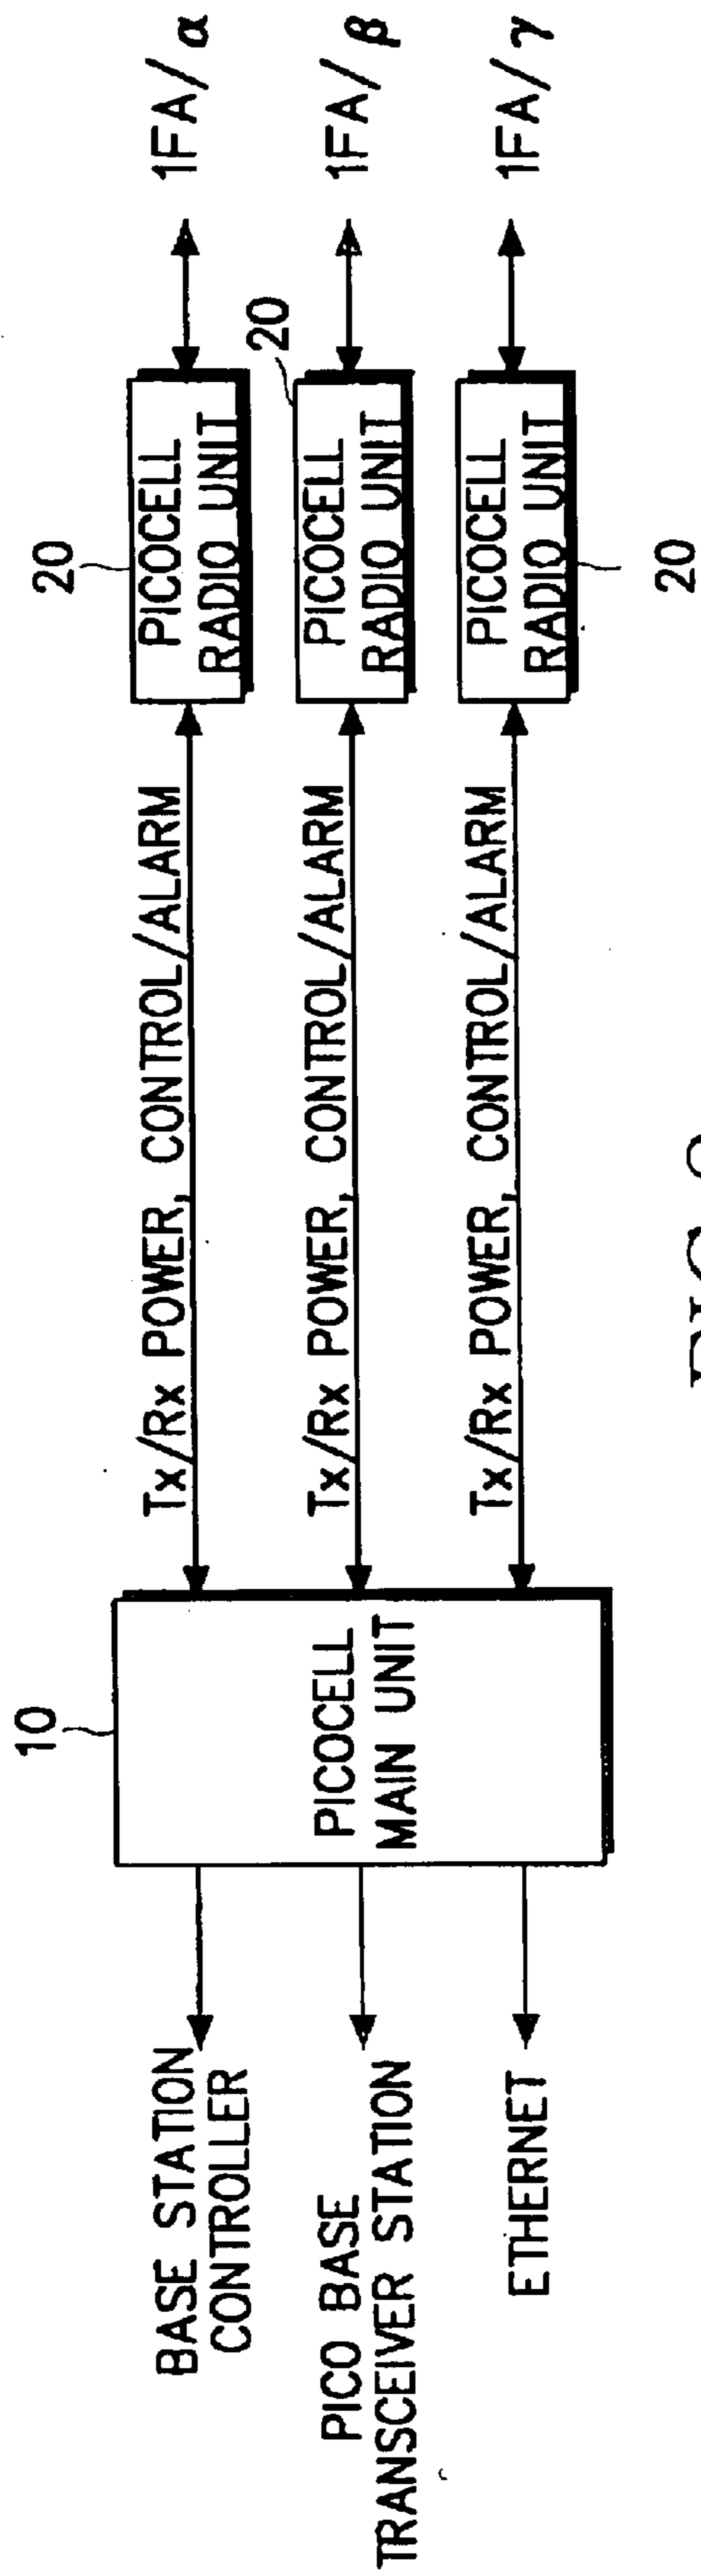 BASE STATION
CONTROLLER
PICO BASE
TRANSCEIVER STATION
ETHERNET
10
PICOCELL
MAIN UNIT
Tx/Rx POWER, CONTROL/ALARM
Tx/Rx POWER, CONTROL/ALARM
Tx/Rx POWER, CONTROL/ALARM
20
PICOCELL
RADIO UNIT
20
PICOCELL
RADIO UNIT
PICOCELL
RADIO UNIT
20
1FA/α
1FA/β
1FA/γ